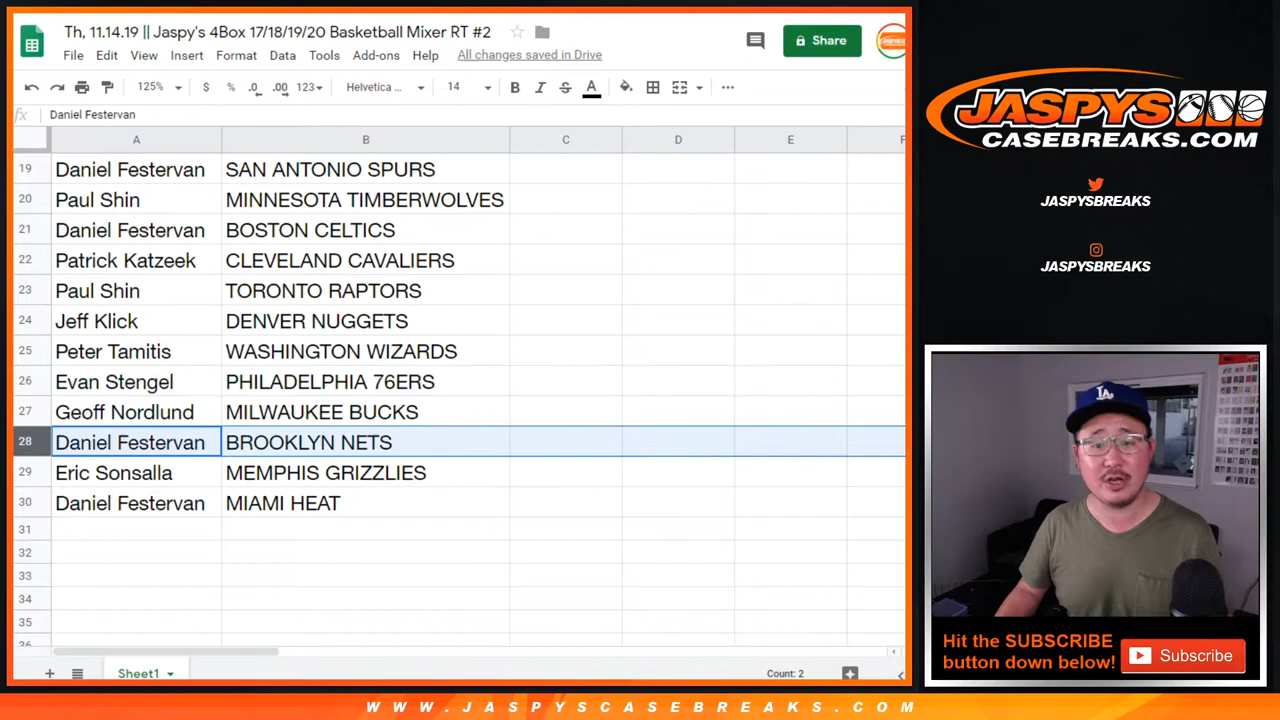 Th, 11.14.19 || Jaspy's 4Box 17/18/19/20 Basketball Mixer RT #2
File Edit View Insert Format Data Tools Add-ons Help All changes saved in Drive
Share
125% $ % .0 .00 123 Helvetica ... 14 B I S A
fx Daniel Festervan
A B C D E F
19 Daniel Festervan SAN ANTONIO SPURS
20 Paul Shin MINNESOTA TIMBERWOLVES
21 Daniel Festervan BOSTON CELTICS
22 Patrick Katzeek CLEVELAND CAVALIERS
23 Paul Shin TORONTO RAPTORS
24 Jeff Klick DENVER NUGGETS
25 Peter Tamitis WASHINGTON WIZARDS
26 Evan Stengel PHILADELPHIA 76ERS
27 Geoff Nordlund MILWAUKEE BUCKS
28 Daniel Festervan BROOKLYN NETS
29 Eric Sonsalla MEMPHIS GRIZZLIES
30 Daniel Festervan MIAMI HEAT
31
32
33
34
35
36
Sheet1
Count: 2
JASPYS
CASEBREAKS.COM
JASPYSBREAKS
JASPYSBREAKS
LA
Hit the SUBSCRIBE
button down below!
Subscribe
WWW.JASPYSCASEBREAKS.COM